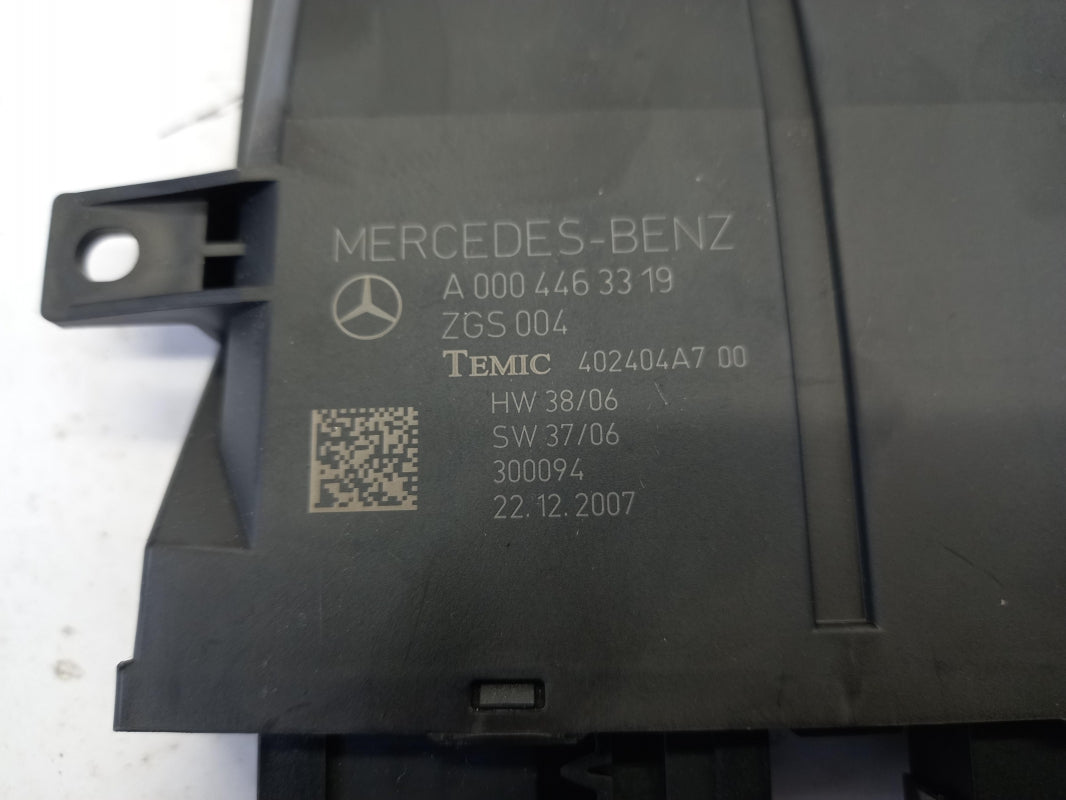 MERCEDES-BENZ
A 000 446 33 19
ZGS 004
TEMIC 402404A7 00
HW 38/06
SW 37/06
300094
22.12.2007